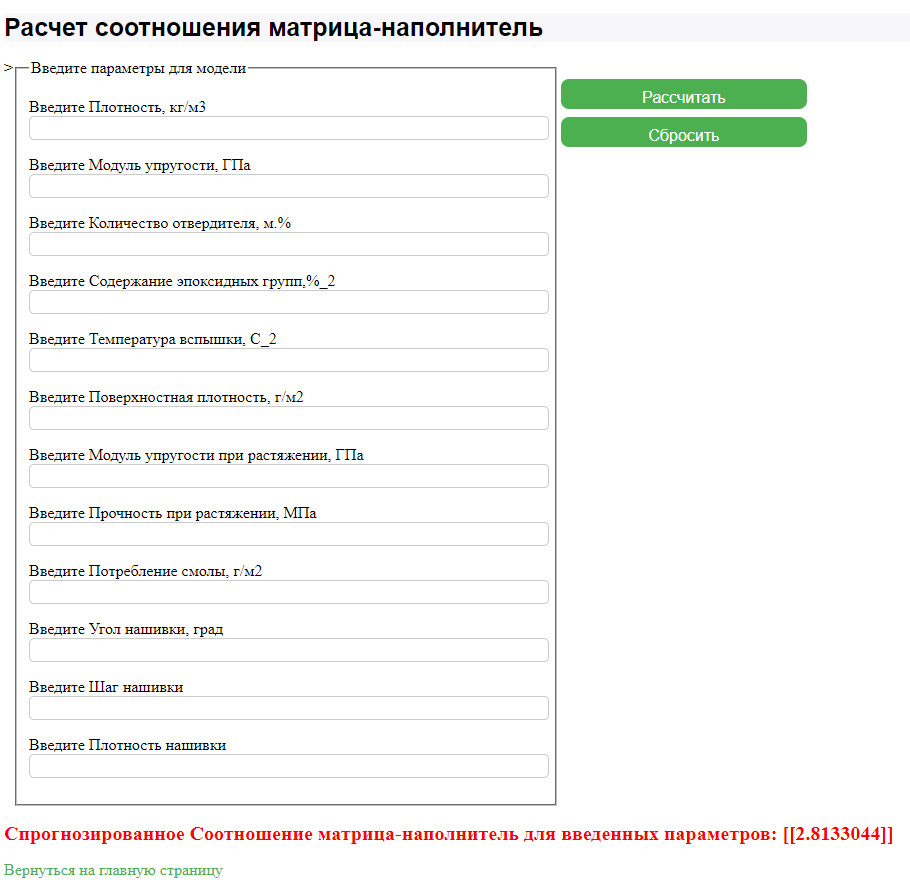 Расчет соотношения матрица-наполнитель
>
Введите параметры для модели
Введите Плотность, кг/м3
Рассчитать
Сбросить
Введите Модуль упругости, ГПа
Введите Количество отвердителя, м.%
Введите Содержание эпоксидных групп,%_2
Введите Температура вспышки, С_2
Введите Поверхностная плотность, г/м2
Введите Модуль упругости при растяжении, ГПа
Введите Прочность при растяжении, МПа
Введите Потребление смолы, г/м2
Введите Угол нашивки, град
Введите Шаг нашивки
Введите Плотность нашивки
Спрогнозированное Соотношение матрица-наполнитель для введенных параметров: [[2.8133044]]
Вернуться на главную страницу